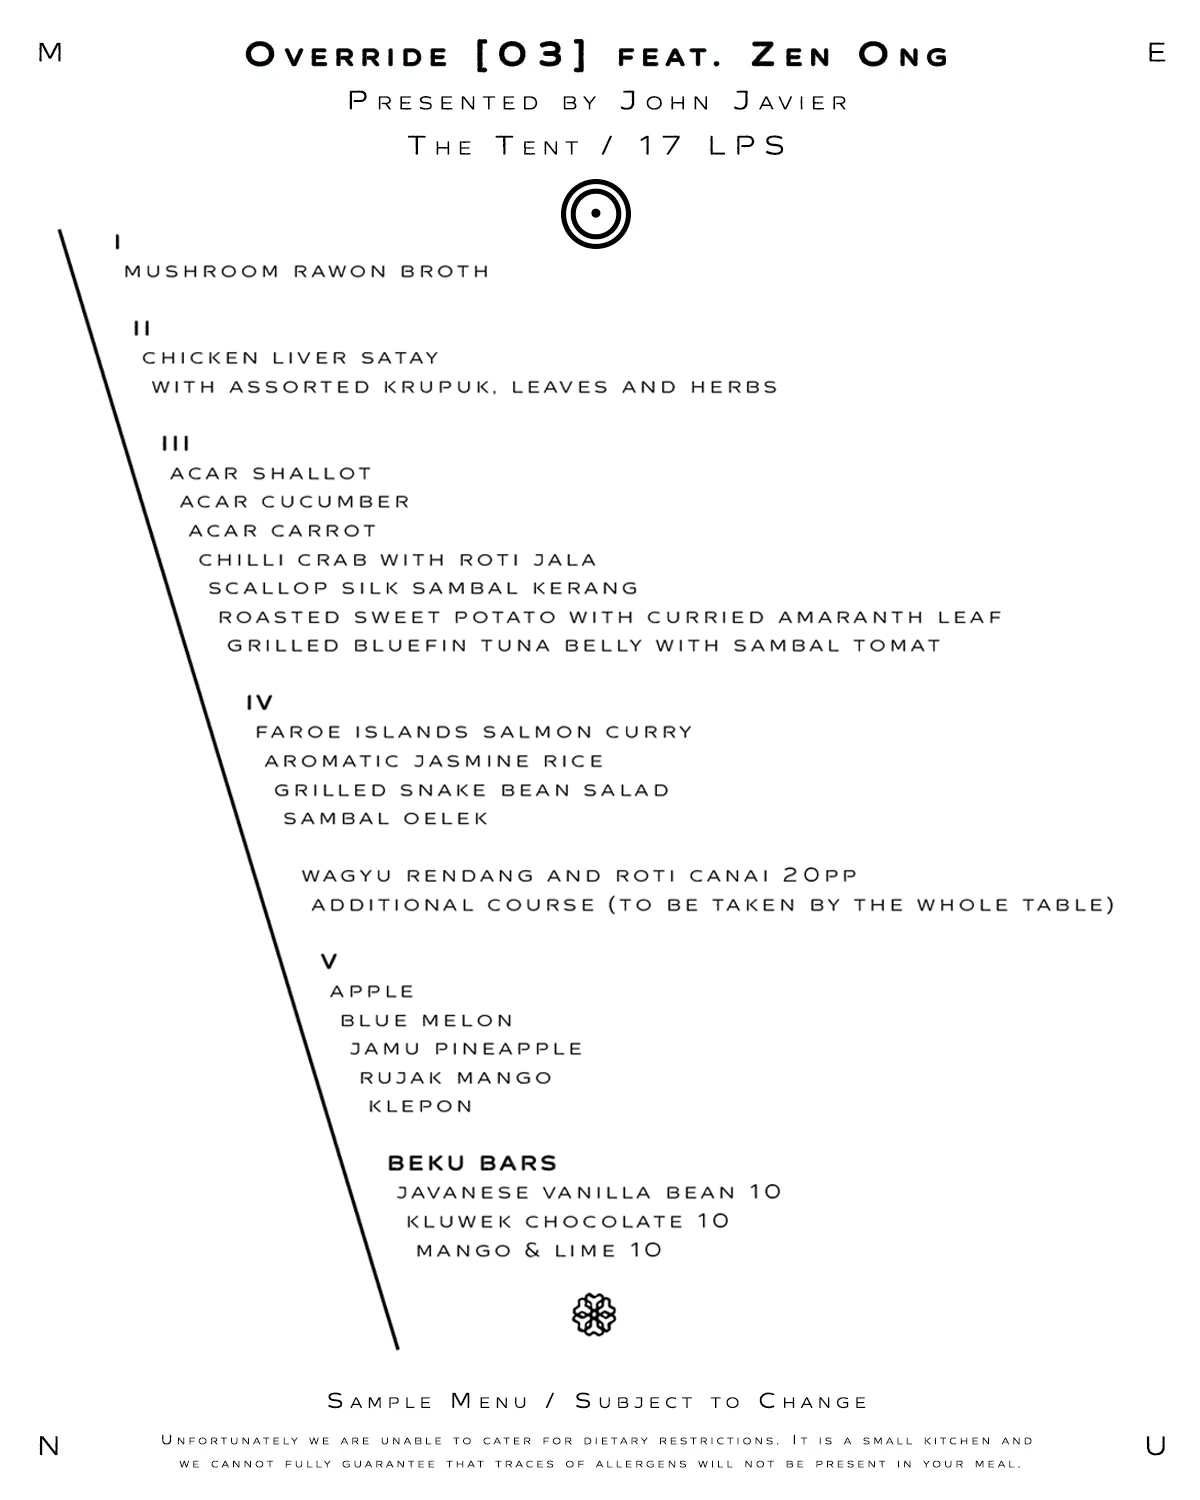 M
E
Override [03] feat. Zen Ong
Presented by John Javier
The Tent / 17 LPS
I
MUSHROOM RAWON BROTH
II
CHICKEN LIVER SATAY
WITH ASSORTED KRUPUK, LEAVES AND HERBS
III
ACAR SHALLOT
ACAR CUCUMBER
ACAR CARROT
CHILLI CRAB WITH ROTI JALA
SCALLOP SILK SAMBAL KERANG
ROASTED SWEET POTATO WITH CURRIED AMARANTH LEAF
GRILLED BLUEFIN TUNA BELLY WITH SAMBAL TOMAT
IV
FAROE ISLANDS SALMON CURRY
AROMATIC JASMINE RICE
GRILLED SNAKE BEAN SALAD
SAMBAL OELEK
WAGYU RENDANG AND ROTI CANAI 20PP
ADDITIONAL COURSE (TO BE TAKEN BY THE WHOLE TABLE)
V
APPLE
BLUE MELON
JAMU PINEAPPLE
RUJAK MANGO
KLEPON
BEKU BARS
JAVANESE VANILLA BEAN 10
KLUWEK CHOCOLATE 10
MANGO & LIME 10
Sample Menu / Subject to Change
Unfortunately we are unable to cater for dietary restrictions. It is a small kitchen and
we cannot fully guarantee that traces of allergens will not be present in your meal.
N
U